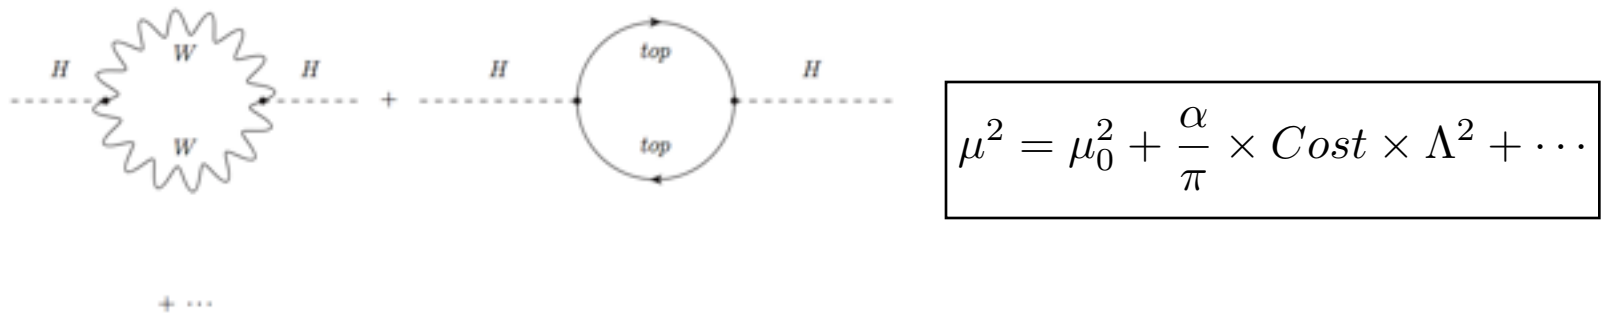 H W H + H top H
W top
μ² = μ₀² + α/π × Cost × Λ² + ⋯
+ ⋯